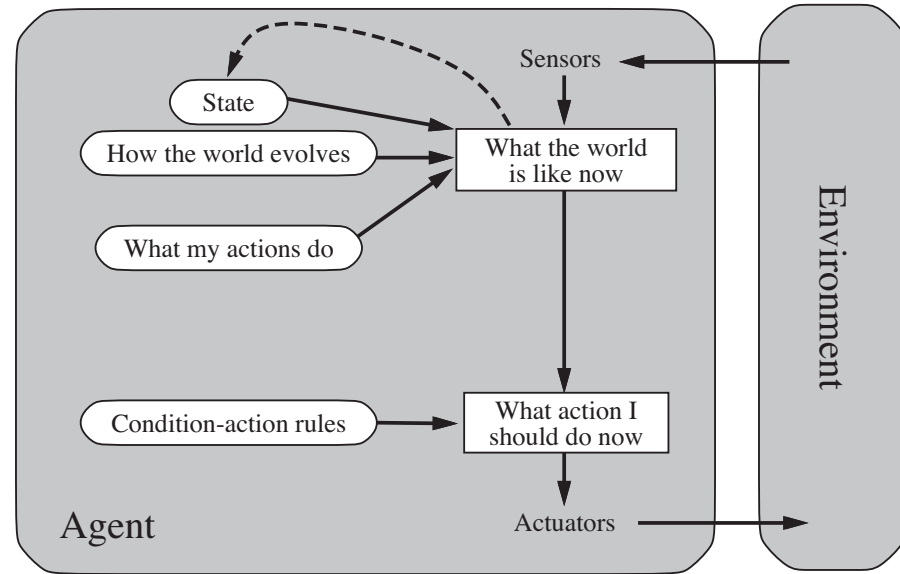 Sensors
State
How the world evolves
What the world
is like now
What my actions do
Condition-action rules
What action I
should do now
Agent
Actuators
Environment